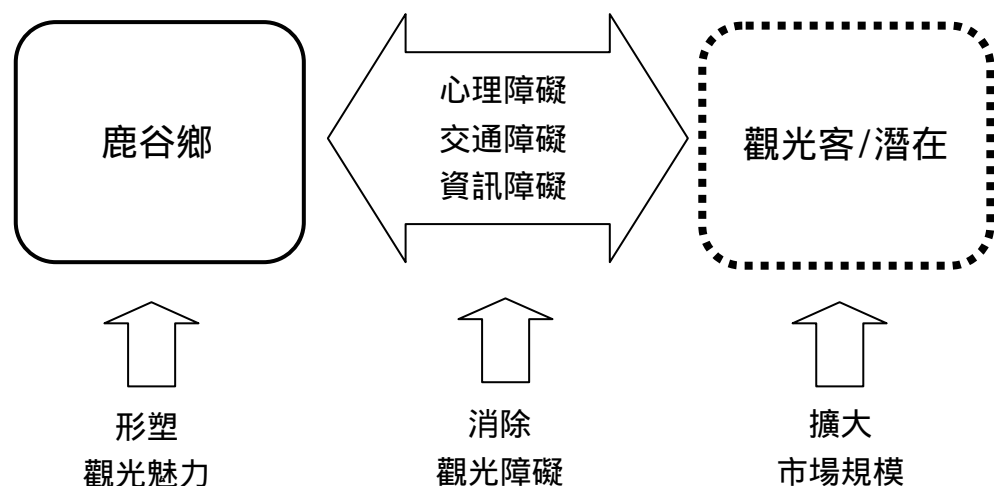 鹿谷鄉
心理障礙
交通障礙
資訊障礙
觀光客/潛在
形塑
觀光魅力
消除
觀光障礙
擴大
市場規模